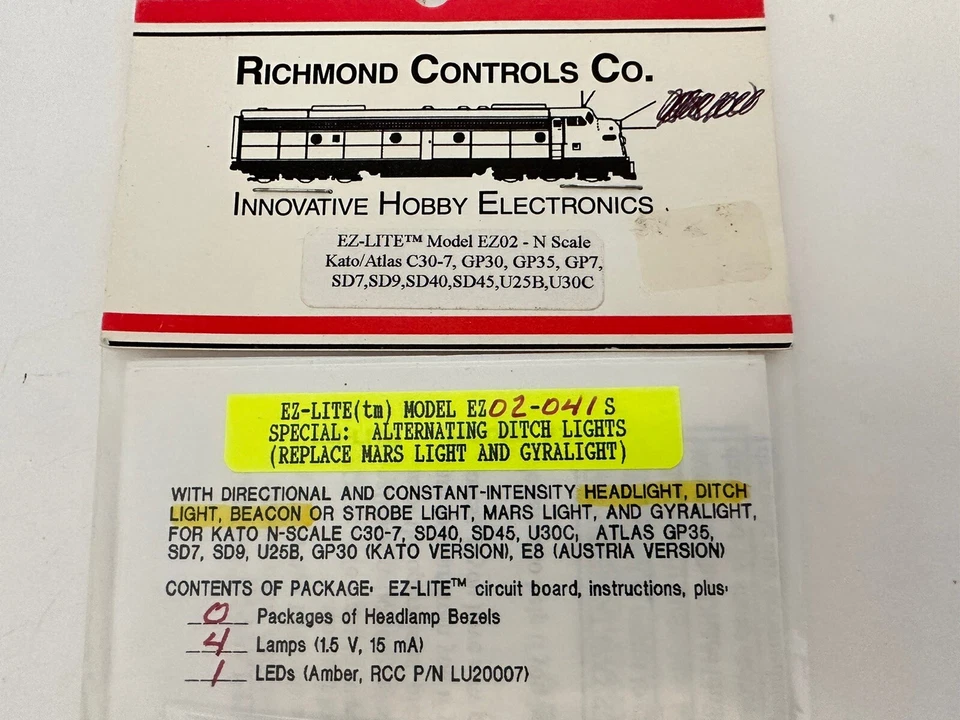 RICHMOND CONTROLS CO.
INNOVATIVE HOBBY ELECTRONICS
EZ-LITE™ Model EZ02 - N Scale
Kato/Atlas C30-7, GP30, GP35, GP7,
SD7,SD9,SD40,SD45,U25B,U30C
EZ-LITE(tm) MODEL EZ02-041S
SPECIAL: ALTERNATING DITCH LIGHTS
(REPLACE MARS LIGHT AND GYRALIGHT)
WITH DIRECTIONAL AND CONSTANT-INTENSITY HEADLIGHT, DITCH
LIGHT, BEACON OR STROBE LIGHT, MARS LIGHT, AND GYRALIGHT,
FOR KATO N-SCALE C30-7, SD40, SD45, U30C, ATLAS GP35,
SD7, SD9, U25B, GP30 (KATO VERSION), E8 (AUSTRIA VERSION)
CONTENTS OF PACKAGE: EZ-LITE™ circuit board, instructions, plus:
0 Packages of Headlamp Bezels
4 Lamps (1.5 V, 15 mA)
1 LEDs (Amber, RCC P/N LU20007)